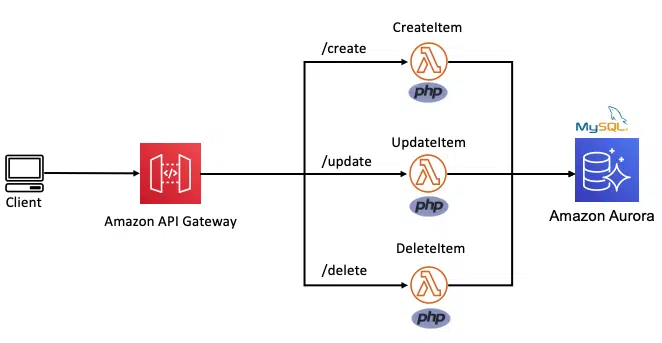 CreateItem
/create
php
MySQL
UpdateItem
/update
php
Client
Amazon API Gateway
Amazon Aurora
DeleteItem
/delete
php